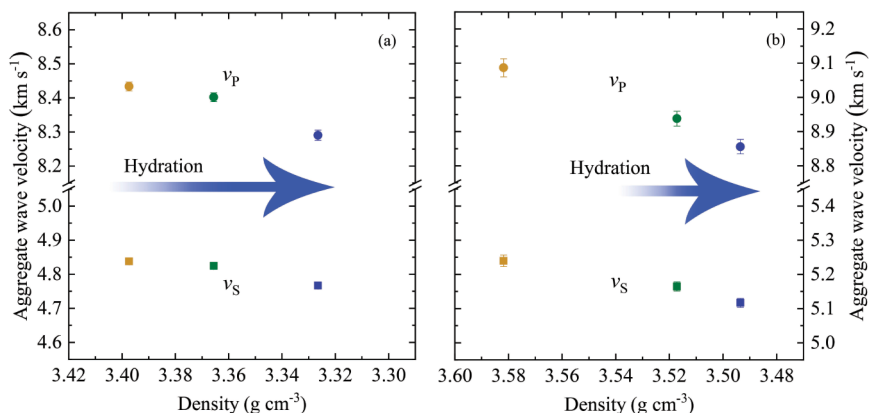 Aggregate wave velocity (km s⁻¹)
8.6
8.5
8.4
8.3
8.2
5.0
4.9
4.8
4.7
4.6
(a)
vP
Hydration
vS
3.42
3.40
3.38
3.36
3.34
3.32
3.30
Density (g cm⁻³)
(b)
vP
Hydration
vS
9.2
9.1
9.0
8.9
8.8
5.4
5.3
5.2
5.1
5.0
Aggregate wave velocity (km s⁻¹)
3.60
3.58
3.56
3.54
3.52
3.50
3.48
Density (g cm⁻³)